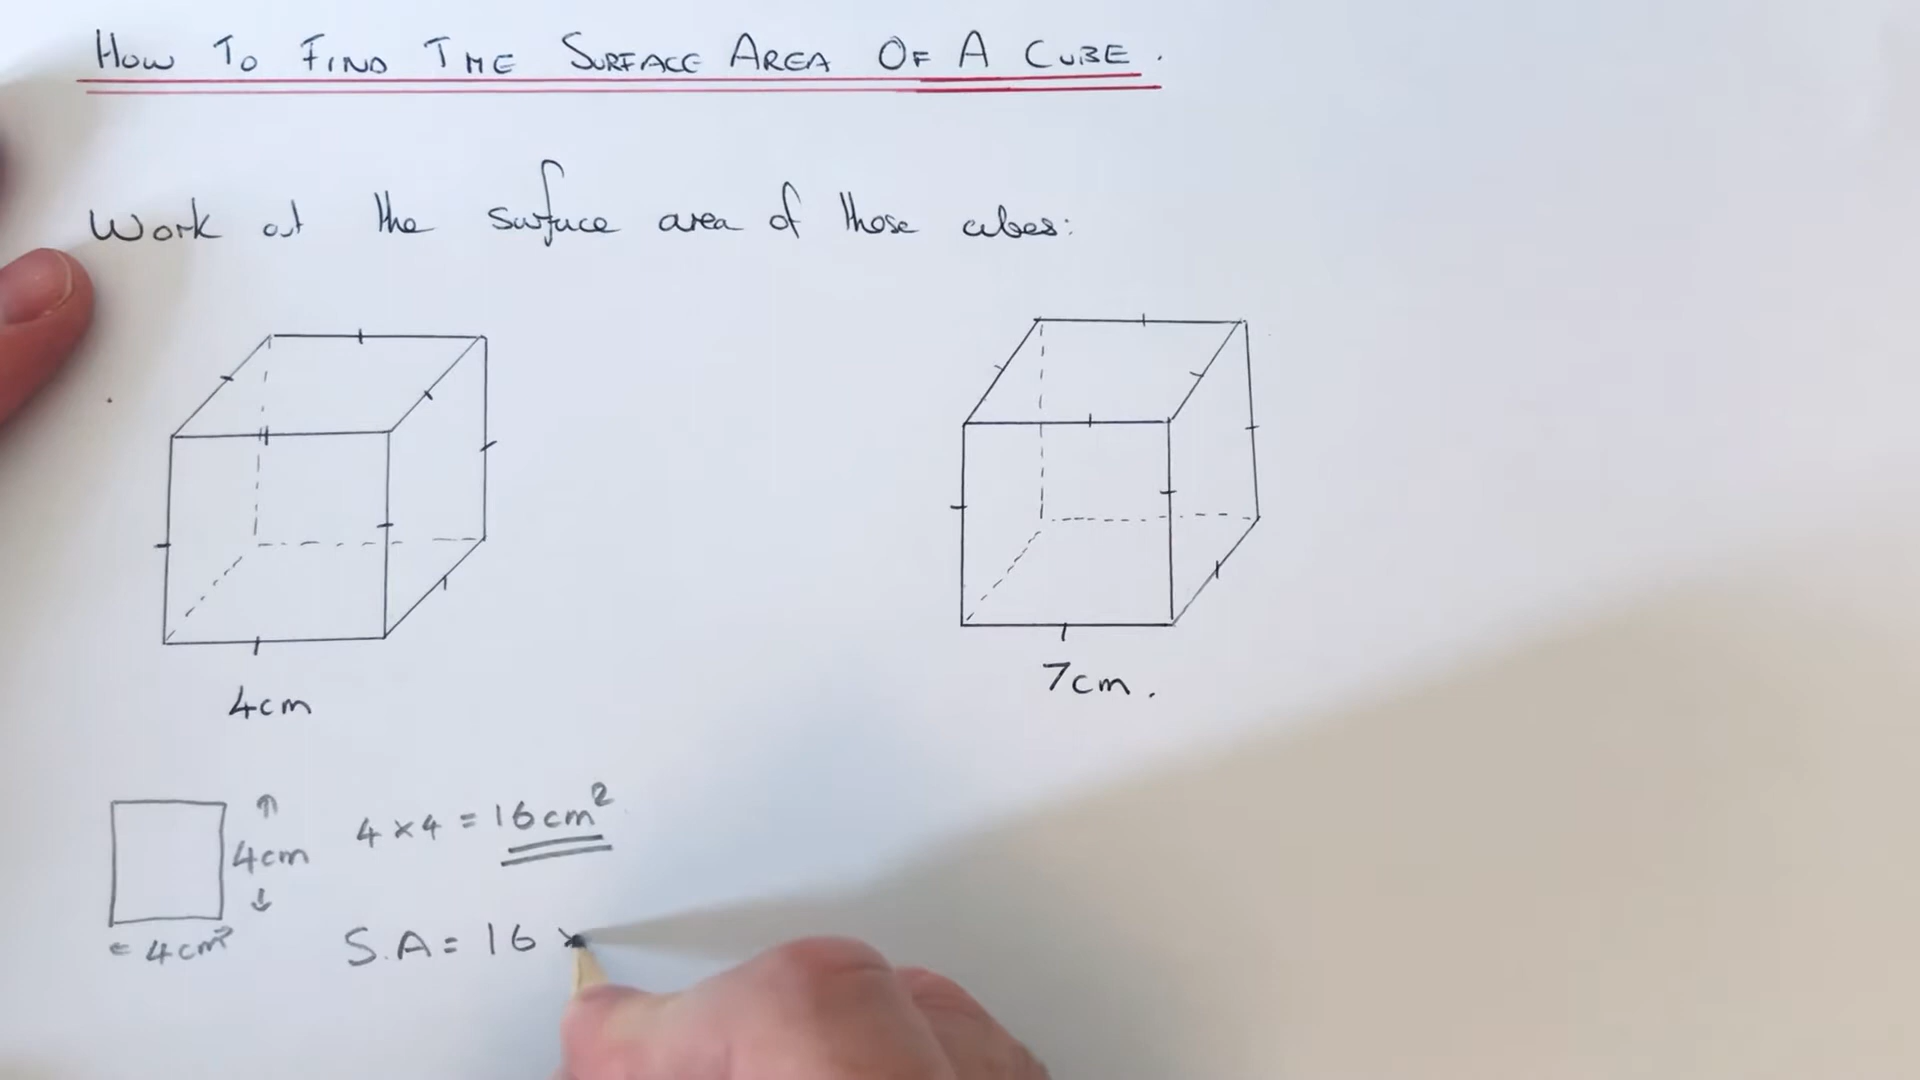 HOW TO FIND THE SURFACE AREA OF A CUBE.
Work out the surface area of these cubes:
4cm
7cm.
4cm
4 × 4 = 16cm²
← 4cm →
S.A = 16 ×